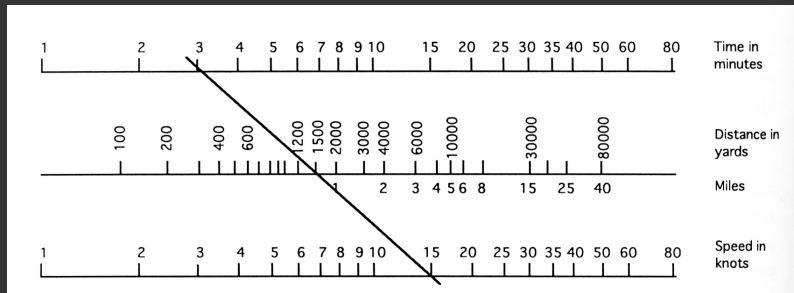 1 2 3 4 5 6 7 8 9 10 15 20 25 30 35 40 50 60 80
Time in
minutes
100 200 400 600 1200 1500 2000 3000 4000 6000 10000 30000 80000
Distance in
yards
1 2 3 4 5 6 8 15 25 40
Miles
1 2 3 4 5 6 7 8 9 10 15 20 25 30 35 40 50 60 80
Speed in
knots